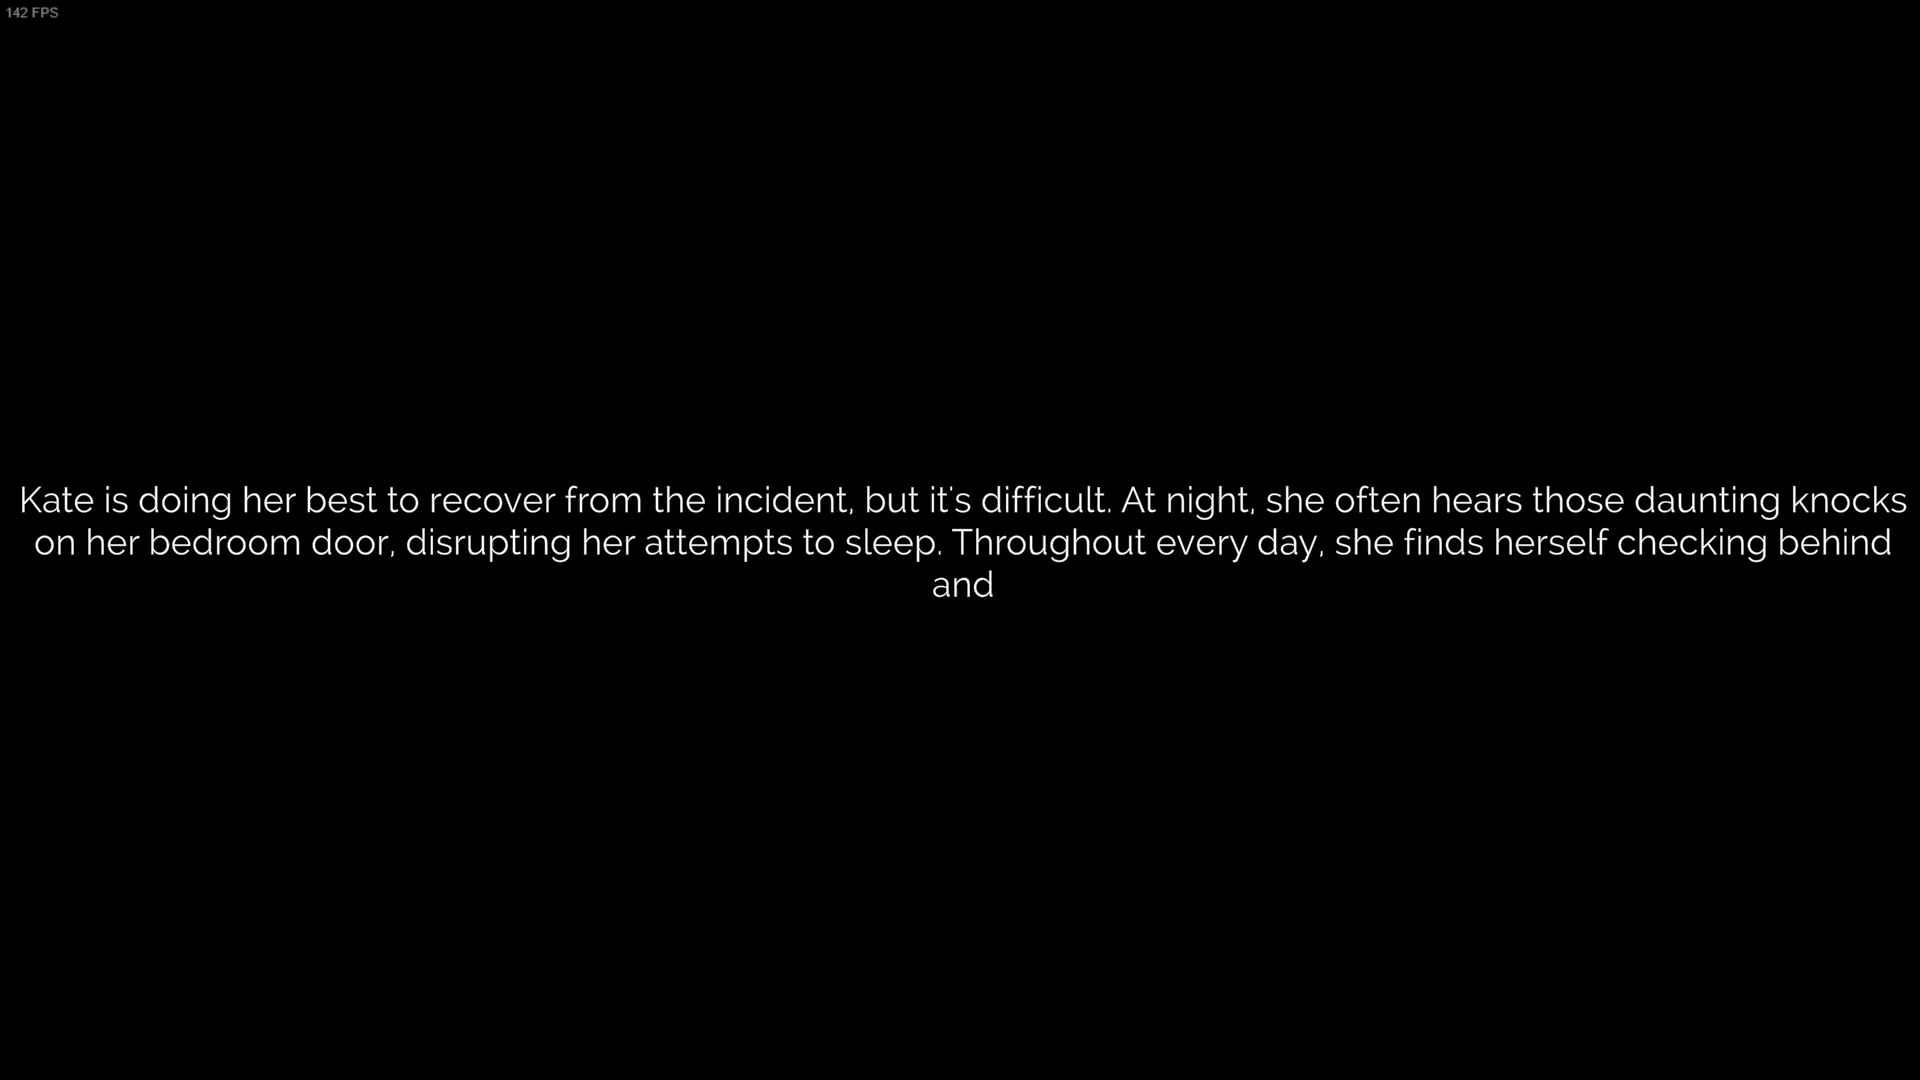 142 FPS
Kate is doing her best to recover from the incident, but it's difficult. At night, she often hears those daunting knocks
on her bedroom door, disrupting her attempts to sleep. Throughout every day, she finds herself checking behind
and